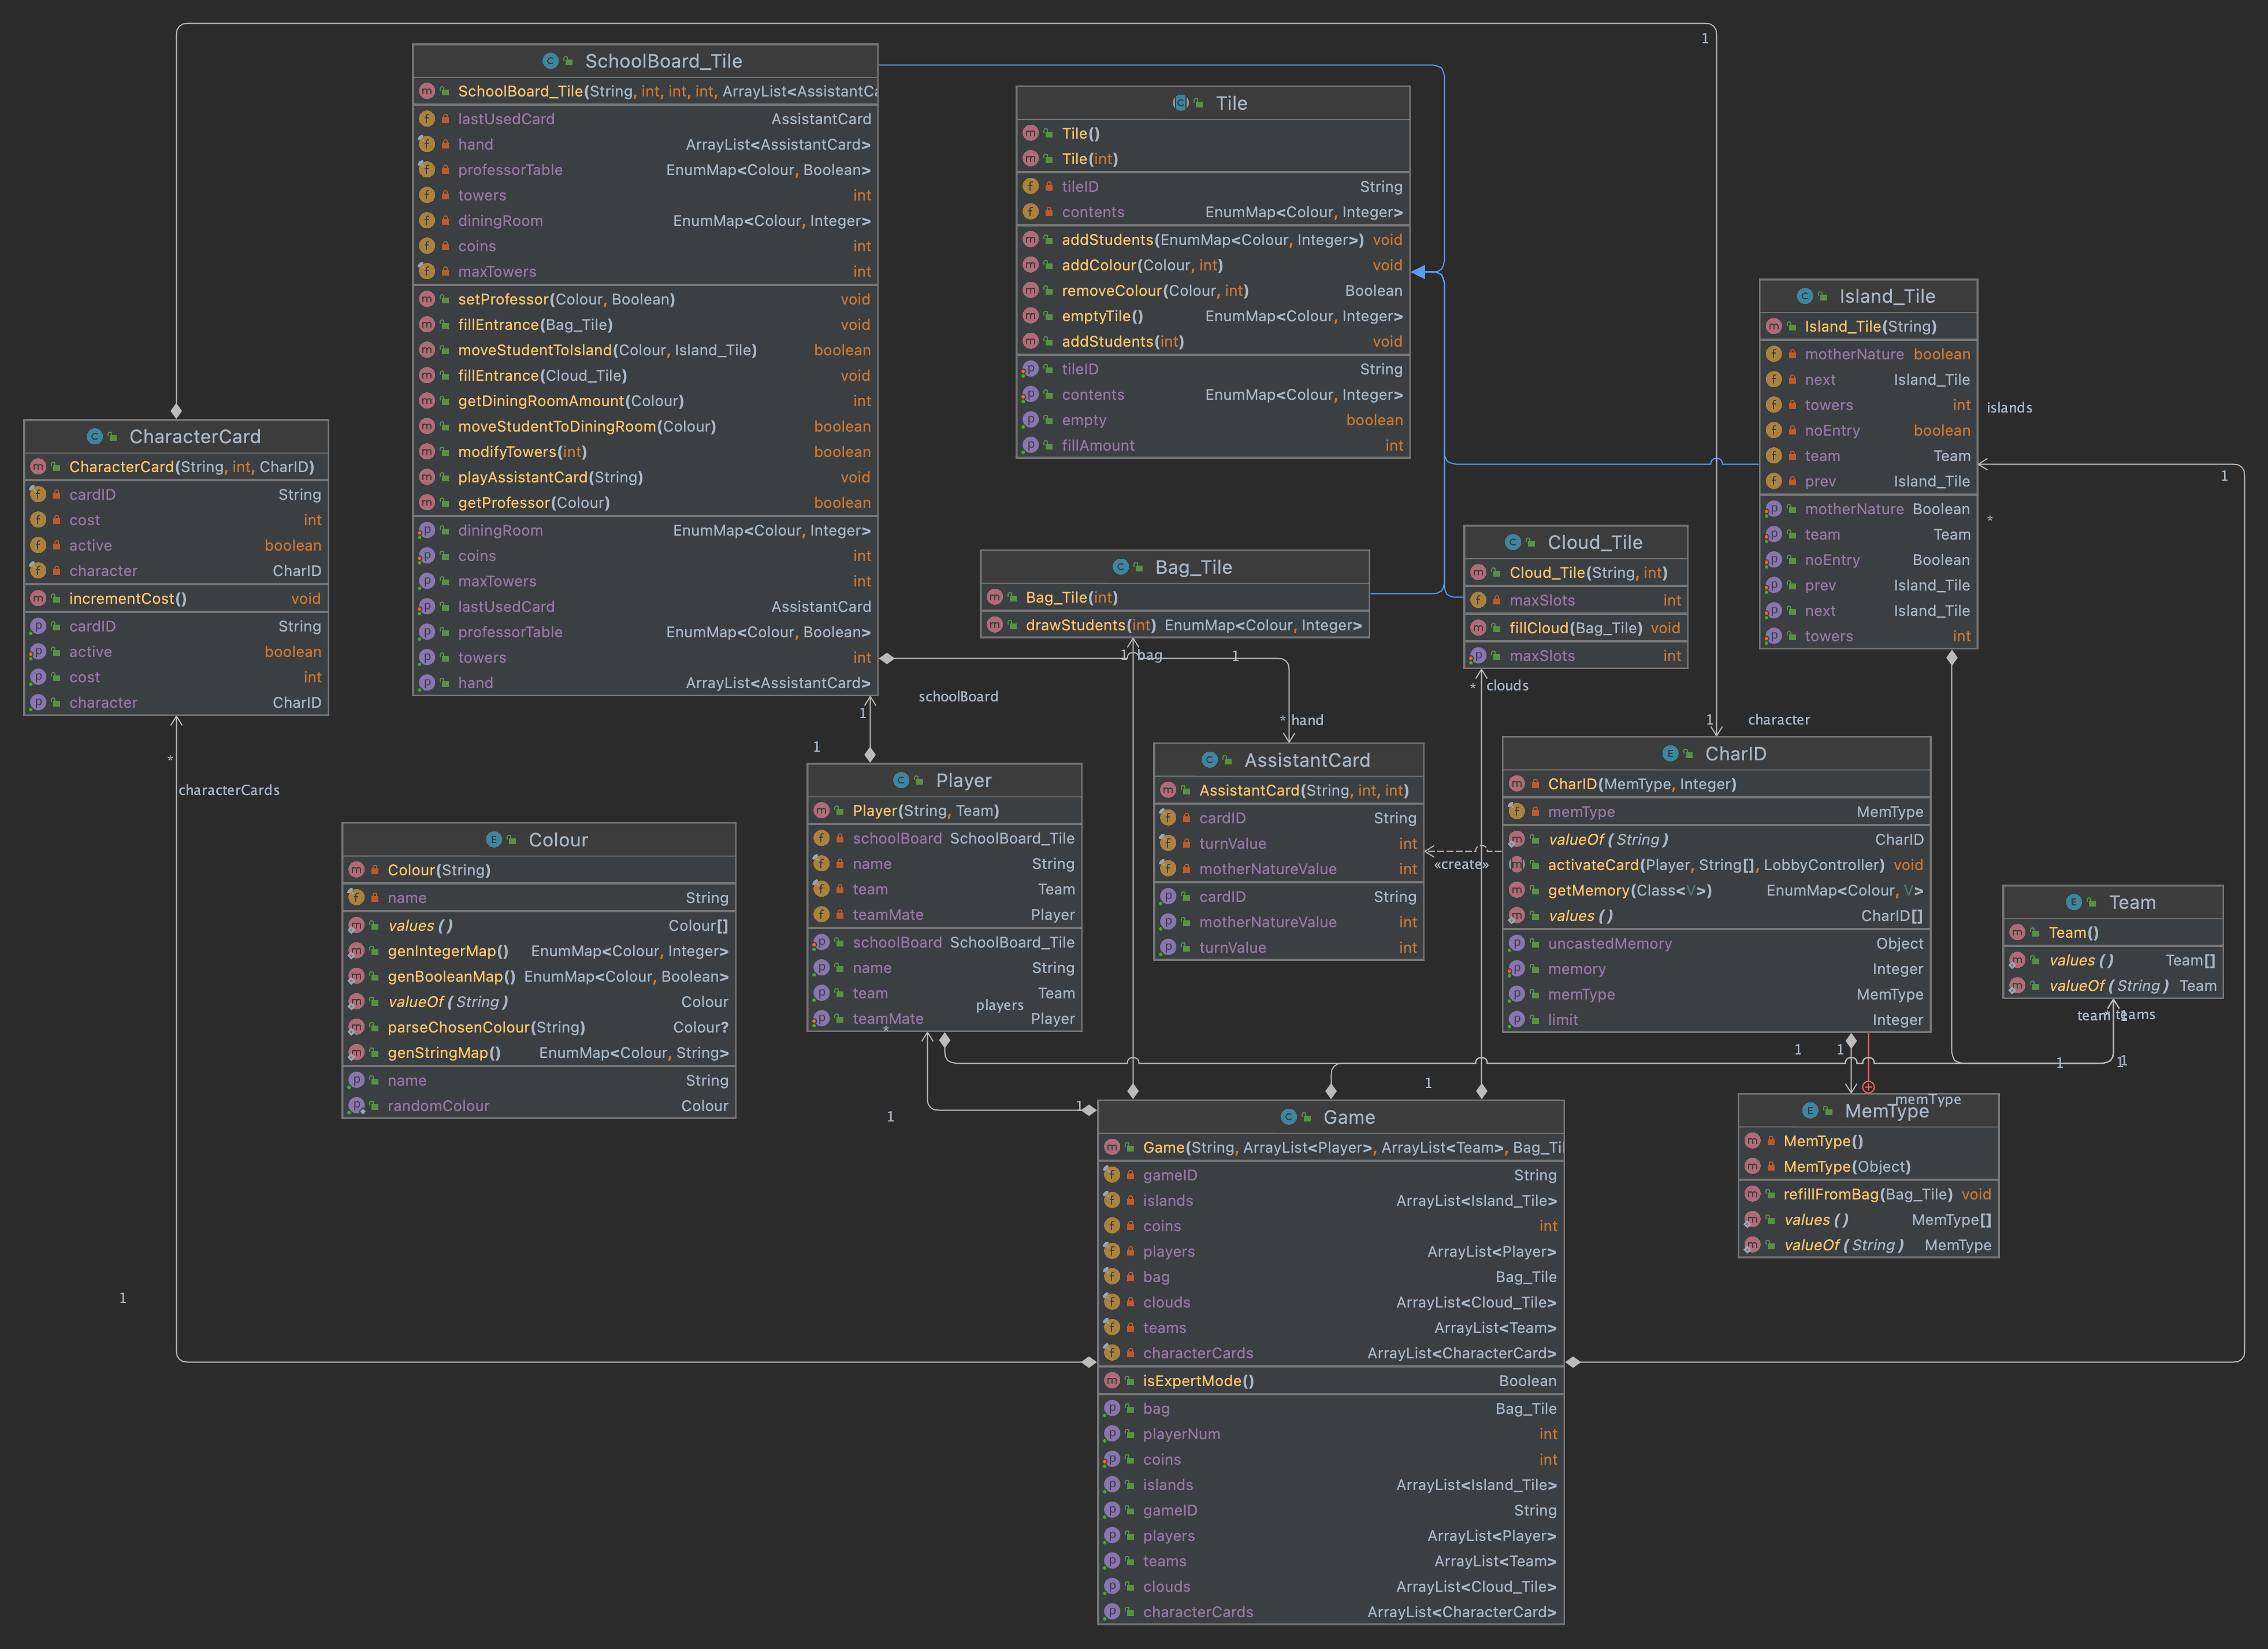 1
SchoolBoard_Tile
SchoolBoard_Tile(String, int, int, int, ArrayList<AssistantCa
lastUsedCard AssistantCard
hand ArrayList<AssistantCard>
professorTable EnumMap<Colour, Boolean>
towers int
diningRoom EnumMap<Colour, Integer>
coins int
maxTowers int
setProfessor(Colour, Boolean) void
fillEntrance(Bag_Tile) void
moveStudentToIsland(Colour, Island_Tile) boolean
fillEntrance(Cloud_Tile) void
getDiningRoomAmount(Colour) int
moveStudentToDiningRoom(Colour) boolean
modifyTowers(int) boolean
playAssistantCard(String) void
getProfessor(Colour) boolean
diningRoom EnumMap<Colour, Integer>
coins int
maxTowers int
lastUsedCard AssistantCard
professorTable EnumMap<Colour, Boolean>
towers int
hand ArrayList<AssistantCard>
Tile
Tile()
Tile(int)
tileID String
contents EnumMap<Colour, Integer>
addStudents(EnumMap<Colour, Integer>) void
addColour(Colour, int) void
removeColour(Colour, int) Boolean
emptyTile() EnumMap<Colour, Integer>
addStudents(int) void
tileID String
contents EnumMap<Colour, Integer>
empty boolean
fillAmount int
Island_Tile
Island_Tile(String)
motherNature boolean
next Island_Tile
towers int
noEntry boolean
team Team
prev Island_Tile
motherNature Boolean
team Team
noEntry Boolean
prev Island_Tile
next Island_Tile
towers int
islands
1
*
CharacterCard
CharacterCard(String, int, CharID)
cardID String
cost int
active boolean
character CharID
incrementCost() void
cardID String
active boolean
cost int
character CharID
Bag_Tile
Bag_Tile(int)
drawStudents(int) EnumMap<Colour, Integer>
1 bag
1
Cloud_Tile
Cloud_Tile(String, int)
maxSlots int
fillCloud(Bag_Tile) void
maxSlots int
* clouds
schoolBoard
1
1
* hand
1 character
*
characterCards
Player
Player(String, Team)
schoolBoard SchoolBoard_Tile
name String
team Team
teamMate Player
schoolBoard SchoolBoard_Tile
name String
team Team
players
teamMate Player
*
AssistantCard
AssistantCard(String, int, int)
cardID String
turnValue int
motherNatureValue int
cardID String
motherNatureValue int
turnValue int
«create»
CharID
CharID(MemType, Integer)
memType MemType
valueOf(String) CharID
activateCard(Player, String[], LobbyController) void
getMemory(Class<V>) EnumMap<Colour, V>
values() CharID[]
uncastedMemory Object
memory Integer
memType MemType
limit Integer
Colour
Colour(String)
name String
values() Colour[]
genIntegerMap() EnumMap<Colour, Integer>
genBooleanMap() EnumMap<Colour, Boolean>
valueOf(String) Colour
parseChosenColour(String) Colour?
genStringMap() EnumMap<Colour, String>
name String
randomColour Colour
Team
Team()
values() Team[]
valueOf(String) Team
team 1
* teams
1
1
1
1
1
1
1
1
1
memType
MemType
MemType()
MemType(Object)
refillFromBag(Bag_Tile) void
values() MemType[]
valueOf(String) MemType
1
Game
Game(String, ArrayList<Player>, ArrayList<Team>, Bag_Til
gameID String
islands ArrayList<Island_Tile>
coins int
players ArrayList<Player>
bag Bag_Tile
clouds ArrayList<Cloud_Tile>
teams ArrayList<Team>
characterCards ArrayList<CharacterCard>
isExpertMode() Boolean
bag Bag_Tile
playerNum int
coins int
islands ArrayList<Island_Tile>
gameID String
players ArrayList<Player>
teams ArrayList<Team>
clouds ArrayList<Cloud_Tile>
characterCards ArrayList<CharacterCard>